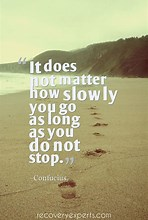 “It does
not matter
how slowly
you go
as long
as you
do not
stop.”
Confucius.
recoveryexperts.com